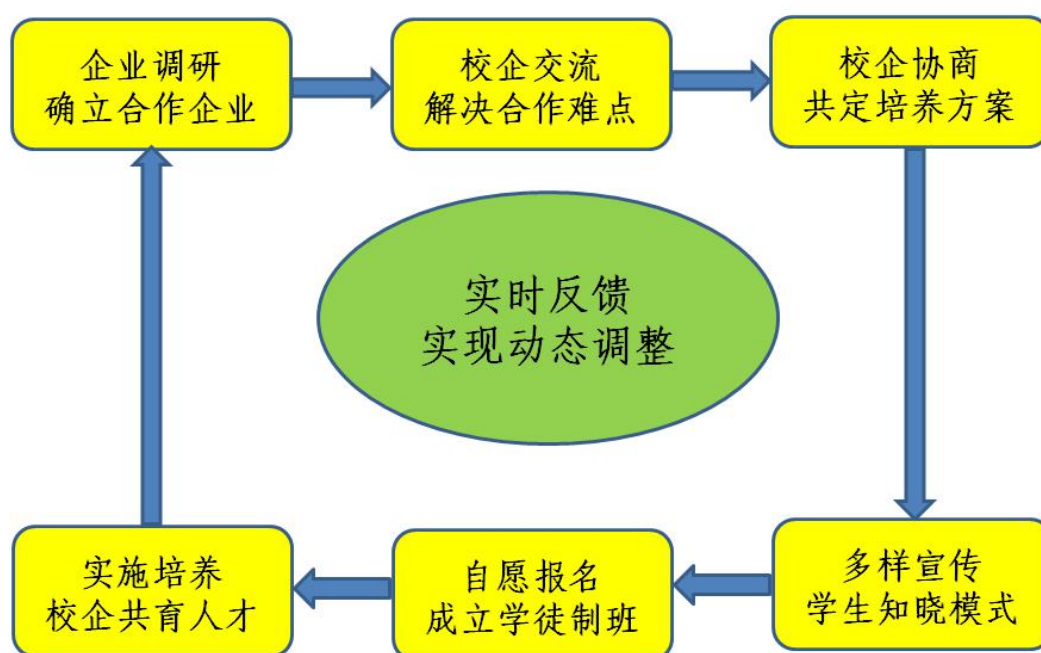 企业调研
确立合作企业
校企交流
解决合作难点
校企协商
共定培养方案
实时反馈
实现动态调整
实施培养
校企共育人才
自愿报名
成立学徒制班
多样宣传
学生知晓模式